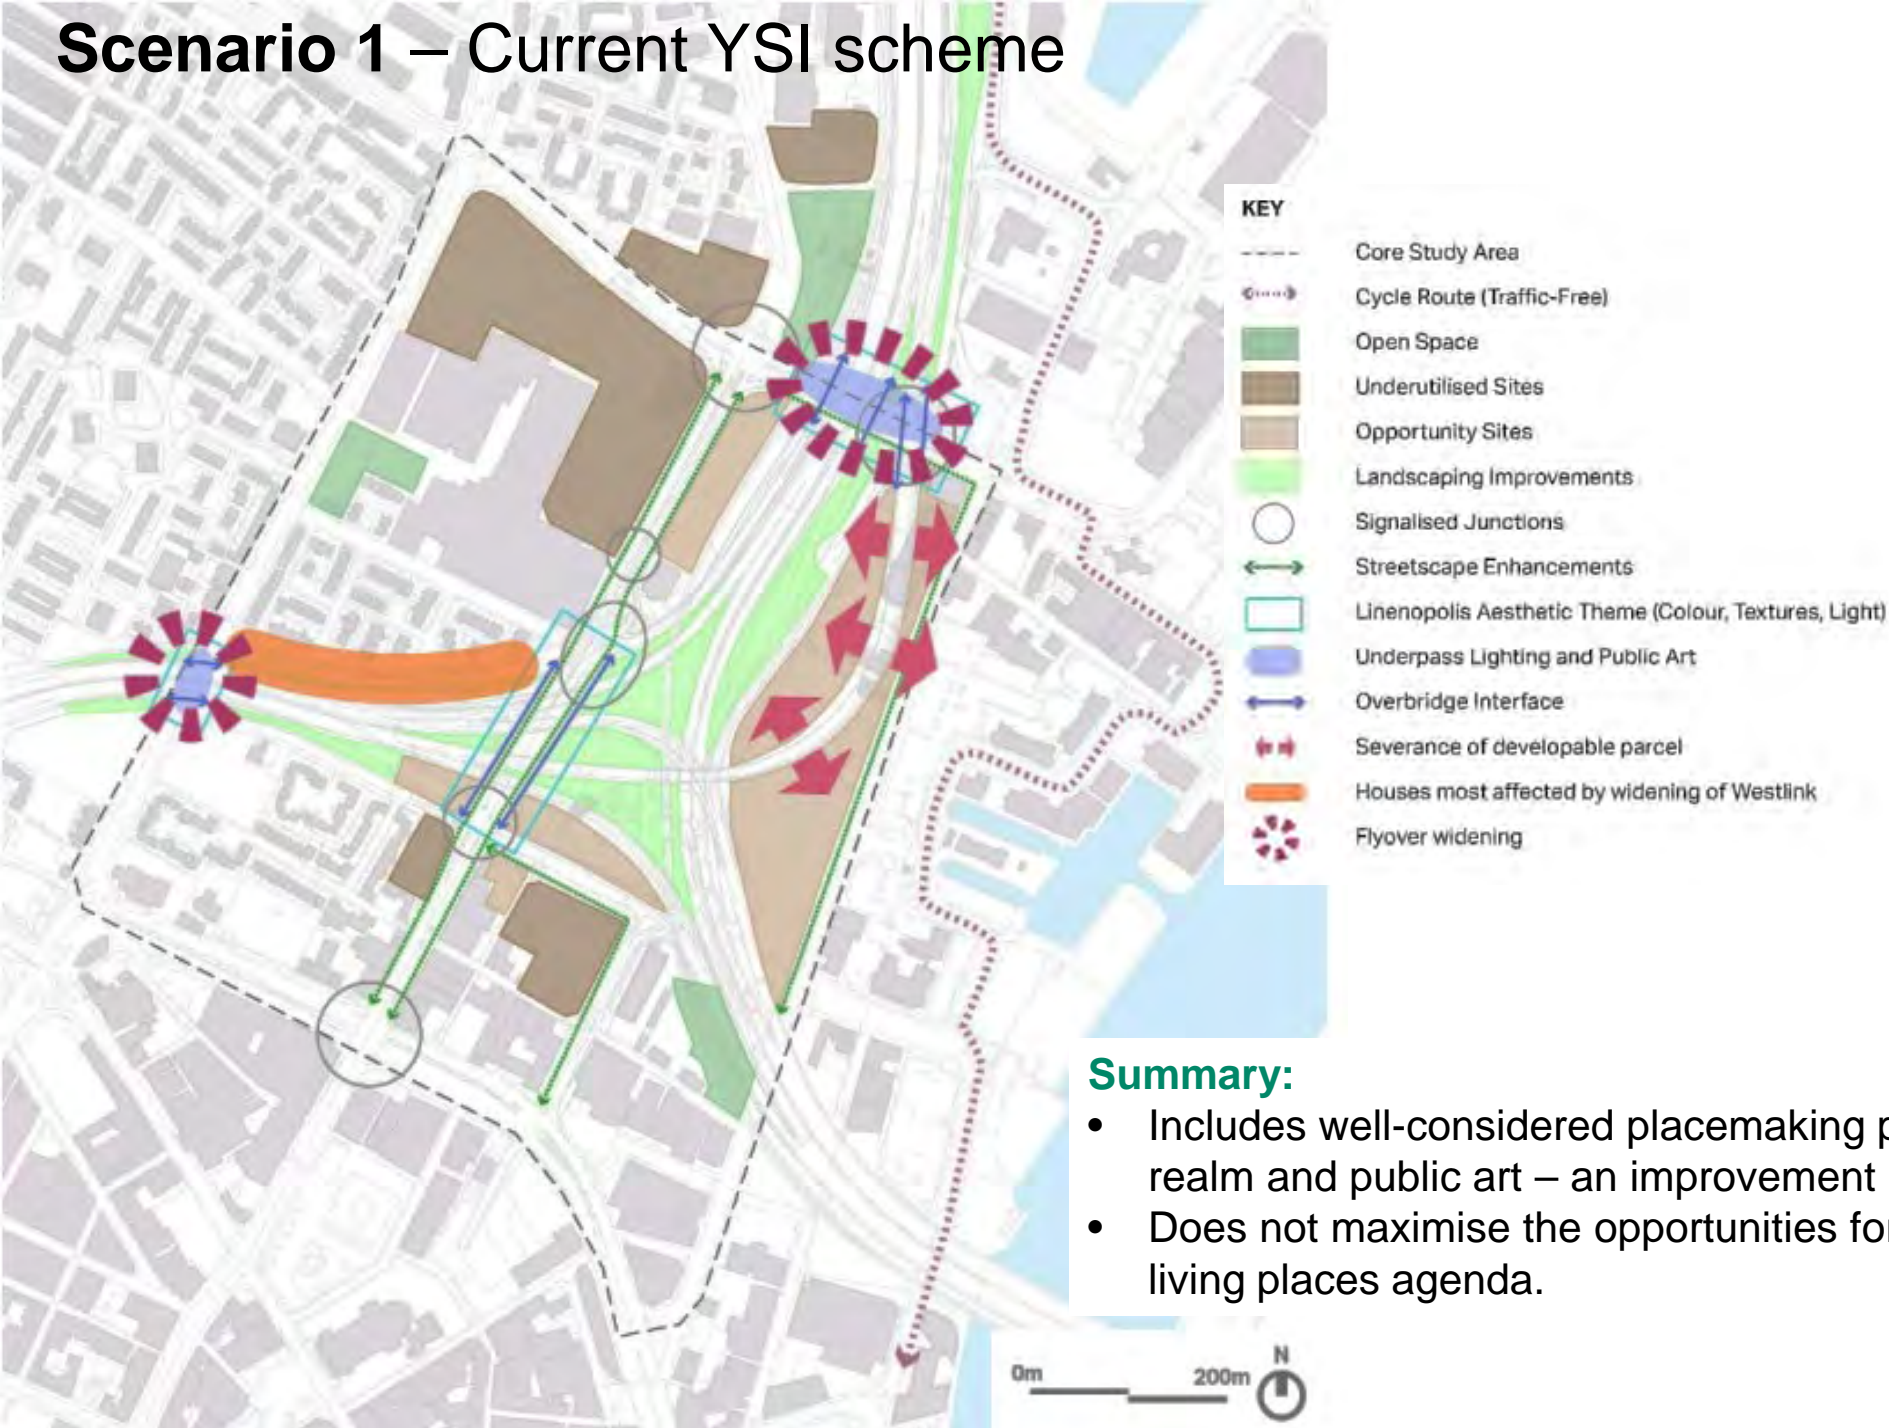 Scenario 1 – Current YSI scheme
KEY
Core Study Area
Cycle Route (Traffic-Free)
Open Space
Underutilised Sites
Opportunity Sites
Landscaping Improvements
Signalised Junctions
Streetscape Enhancements
Linenopolis Aesthetic Theme (Colour, Textures, Light)
Underpass Lighting and Public Art
Overbridge Interface
Severance of developable parcel
Houses most affected by widening of Westlink
Flyover widening
Summary:
• Includes well-considered placemaking p
realm and public art – an improvement
• Does not maximise the opportunities for
living places agenda.
0m 200m N